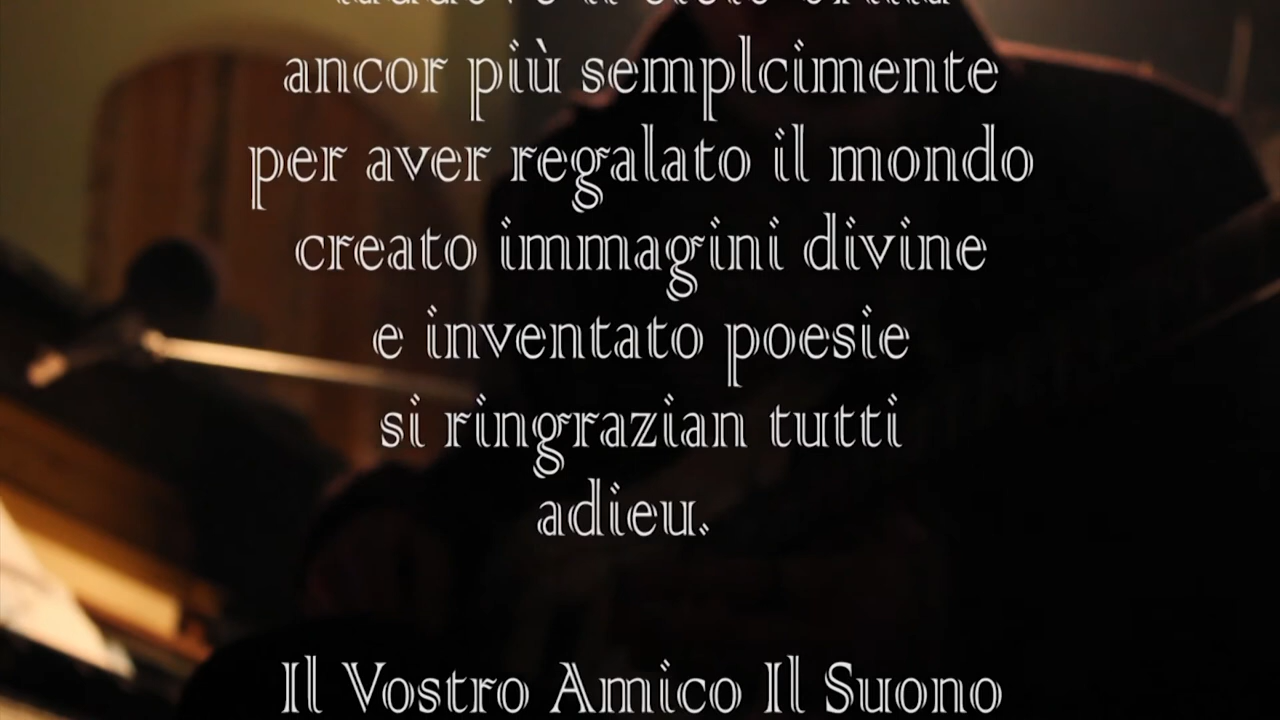 ancor più semplcimente
per aver regalato il mondo
creato immagini divine
e inventato poesie
si ringrazian tutti
adieu.
Il Vostro Amico Il Suono